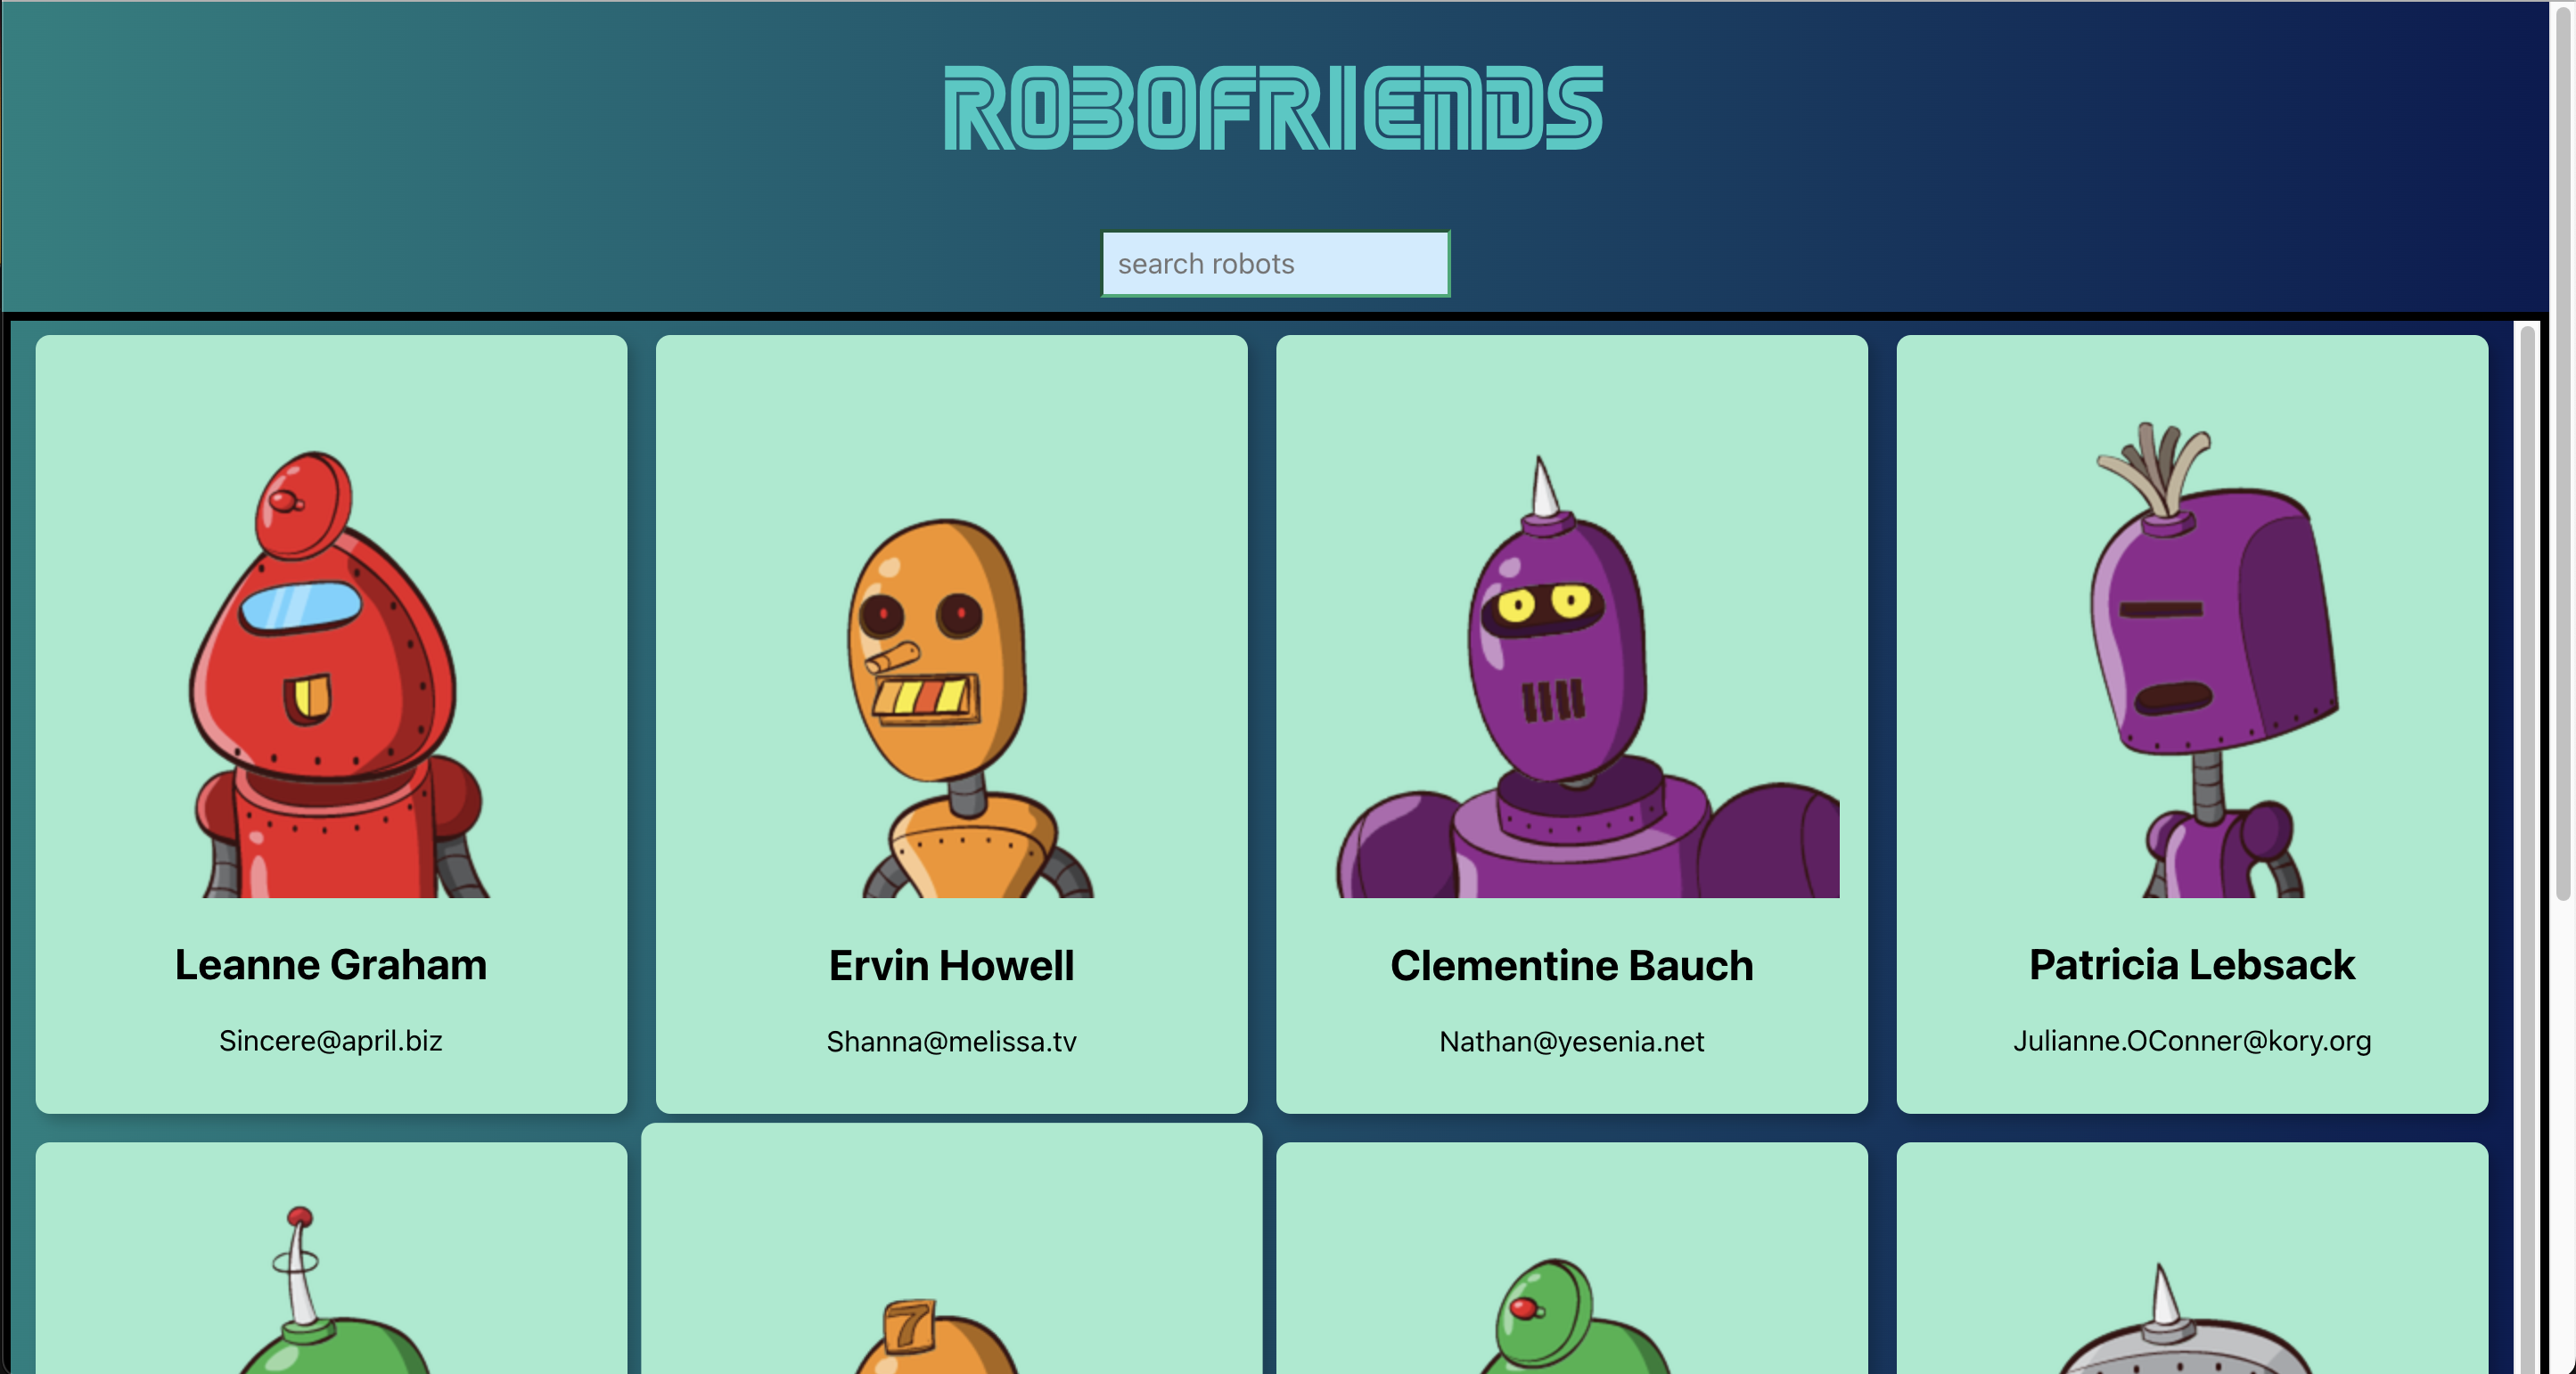 ROBOFRIENDS
search robots
Leanne Graham
Sincere@april.biz
Ervin Howell
Shanna@melissa.tv
Clementine Bauch
Nathan@yesenia.net
Patricia Lebsack
Julianne.OConner@kory.org
7